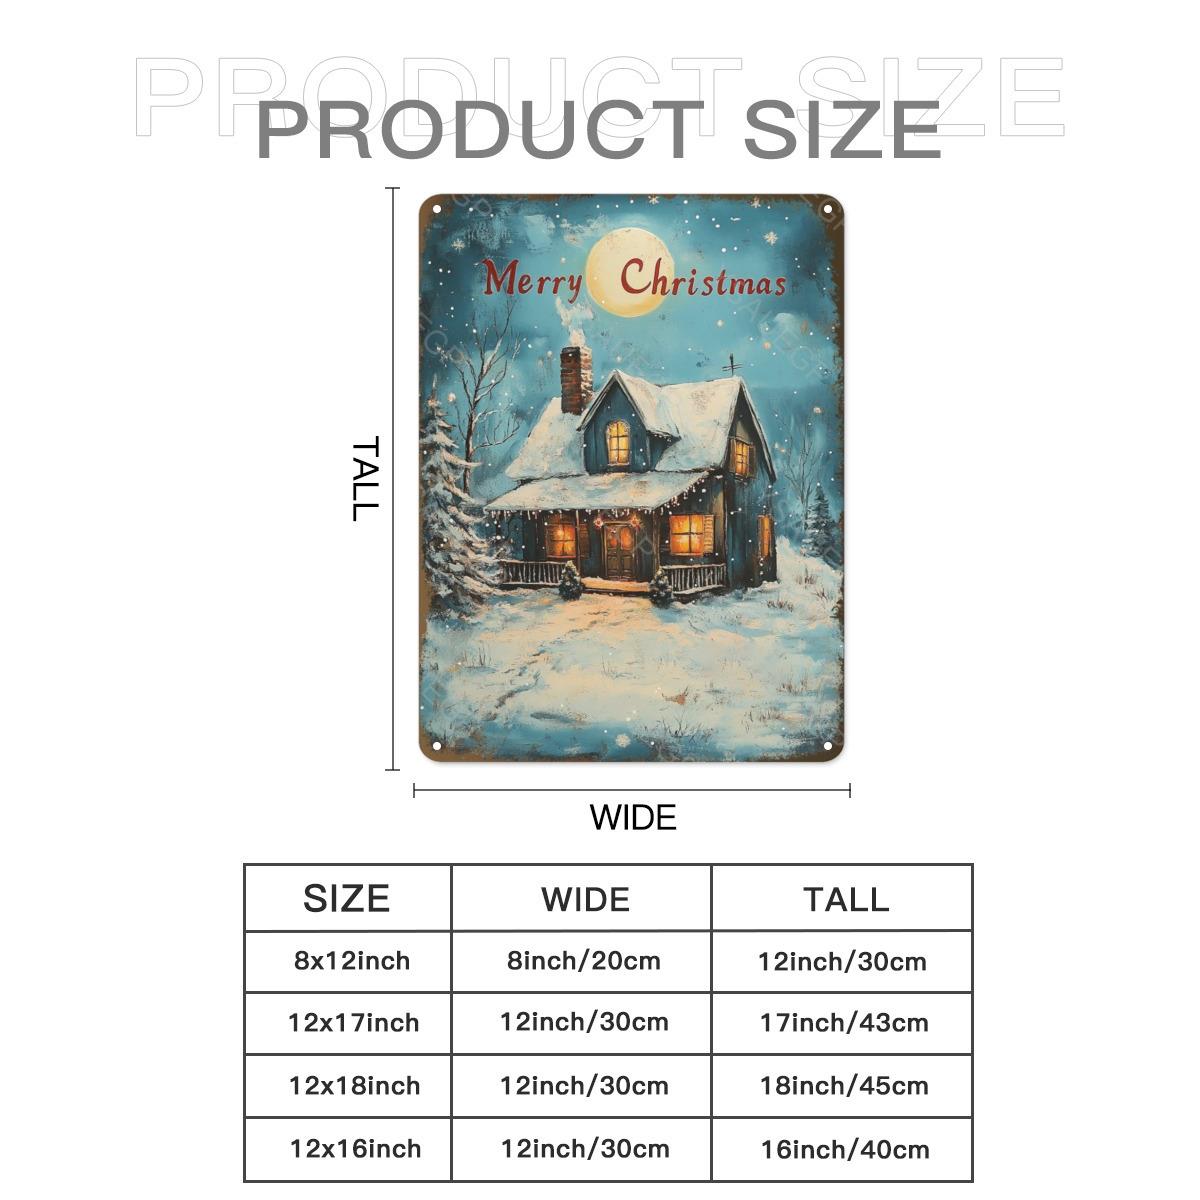 PRODUCT SIZE
PRODUCT SIZE
Merry Christmas
TALL
WIDE
SIZE WIDE TALL
8x12inch 8inch/20cm 12inch/30cm
12x17inch 12inch/30cm 17inch/43cm
12x18inch 12inch/30cm 18inch/45cm
12x16inch 12inch/30cm 16inch/40cm